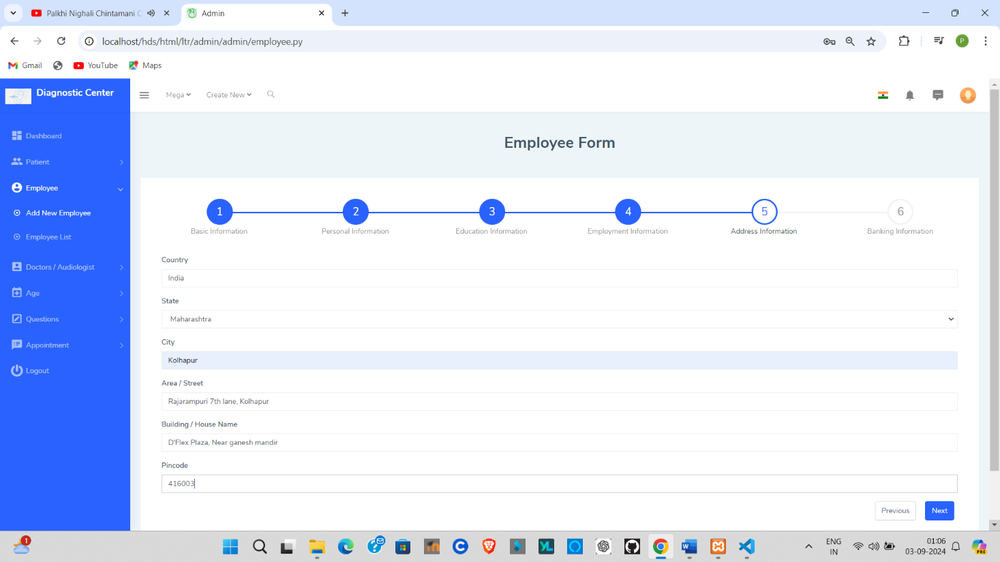 Palkhi Nighali Chintamani
Admin
localhost/hds/html/ltr/admin/admin/employee.py
P
Gmail
YouTube
Maps
Diagnostic Center
Mega
Create New
Dashboard
Patient
Employee
Add New Employee
Employee List
Doctors / Audiologist
Age
Questions
Appointment
Logout
Employee Form
1
2
3
4
5
6
Basic Information
Personal Information
Education Information
Employment Information
Address Information
Banking Information
Country
India
State
Maharashtra
City
Kolhapur
Area / Street
Rajarampuri 7th lane, Kolhapur
Building / House Name
D'Flex Plaza, Near ganesh mandir
Pincode
416003
Previous
Next
1
ENG
IN
01:06
03-09-2024
PRE